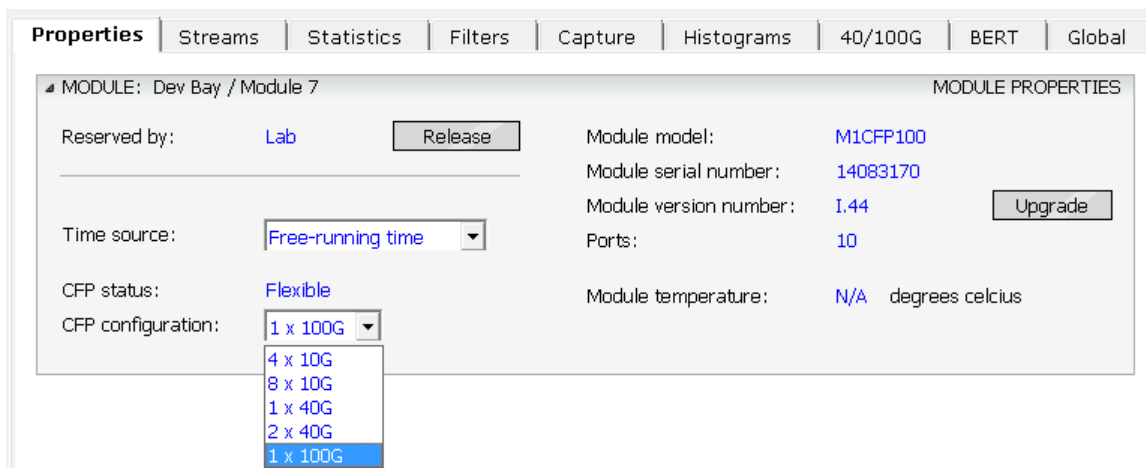 Properties Streams Statistics Filters Capture Histograms 40/100G BERT Global
MODULE: Dev Bay / Module 7 MODULE PROPERTIES
Reserved by: Lab Release Module model: M1CFP100
Module serial number: 14083170
Module version number: I.44 Upgrade
Time source: Free-running time Ports: 10
CFP status: Flexible Module temperature: N/A degrees celcius
CFP configuration: 1 x 100G
4 x 10G
8 x 10G
1 x 40G
2 x 40G
1 x 100G